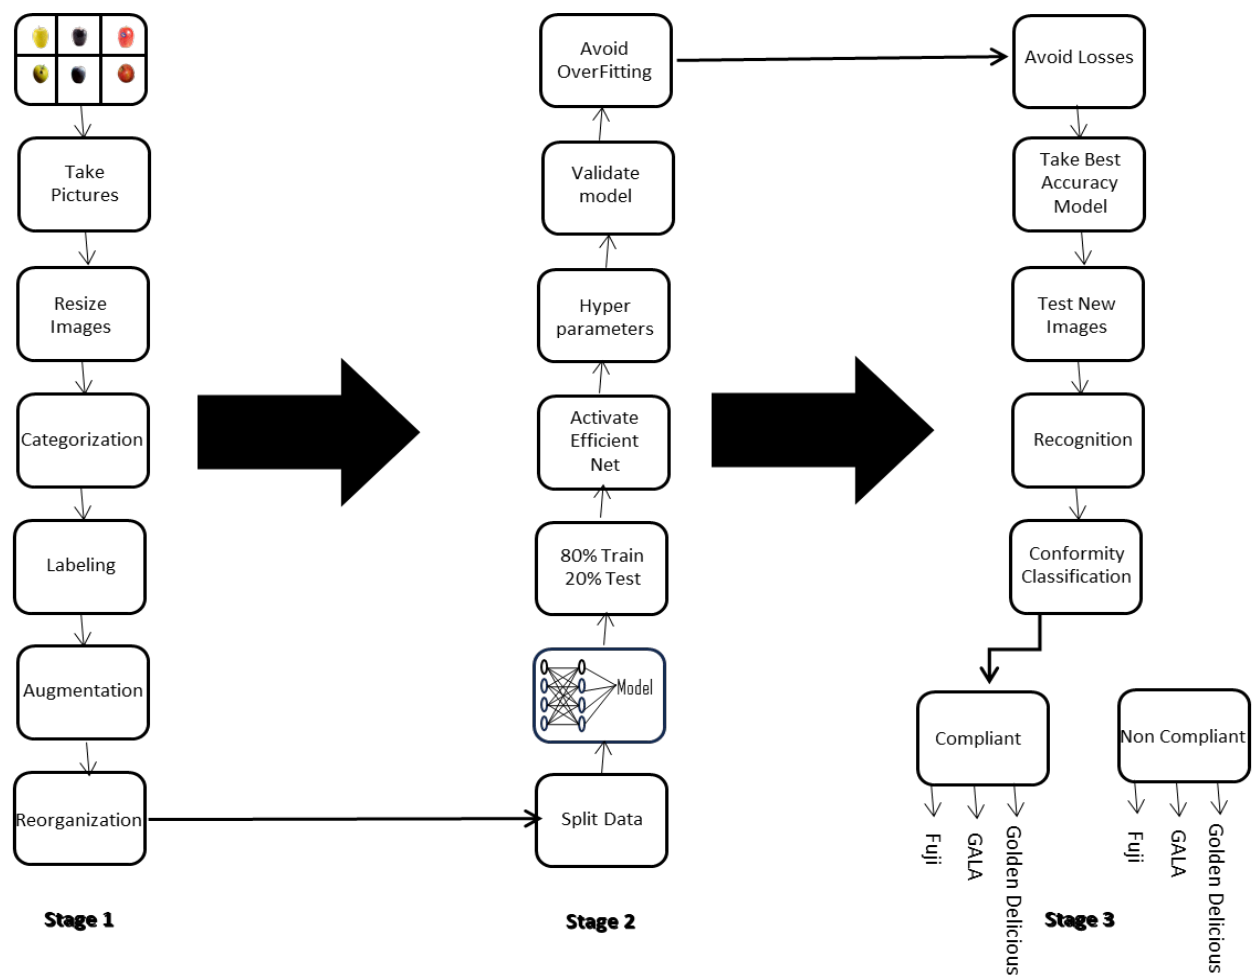 Take
Pictures
Resize
Images
Categorization
Labeling
Augmentation
Reorganization
Stage 1
Avoid
OverFitting
Validate
model
Hyper
parameters
Activate
Efficient
Net
80% Train
20% Test
Model
Split Data
Stage 2
Avoid Losses
Take Best
Accuracy
Model
Test New
Images
Recognition
Conformity
Classification
Compliant
Fuji
GALA
Golden Delicious
Non Compliant
Fuji
GALA
Golden Delicious
Stage 3